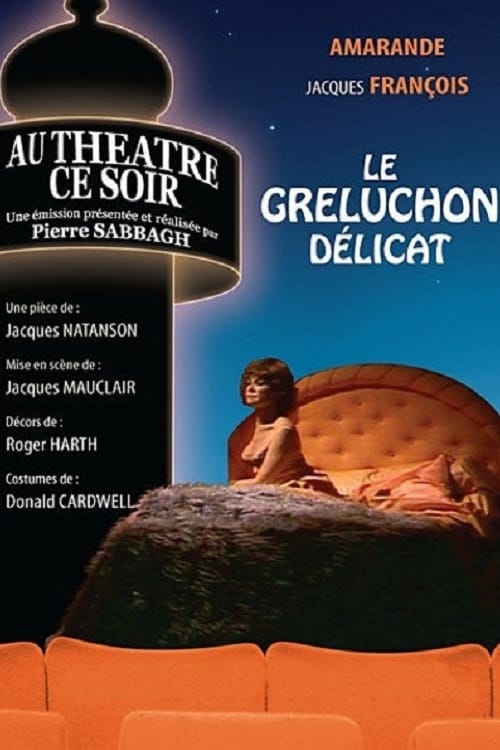 AMARANDE
JACQUES FRANÇOIS
AU THEATRE
CE SOIR
Une émission présentée et réalisée par
Pierre SABBAGH
LE
GRELUCHON
DÉLICAT
Une pièce de :
Jacques NATANSON
Mise en scène de :
Jacques MAUCLAIR
Décors de :
Roger HARTH
Costumes de :
Donald CARDWELL